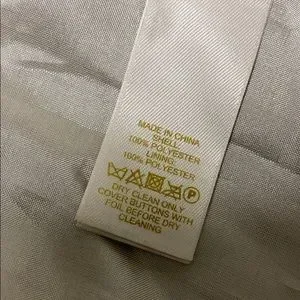 MADE IN CHINA
SHELL:
100% POLYESTER
LINING:
100% POLYESTER
P
DRY CLEAN ONLY
COVER BUTTONS WITH
FOIL BEFORE DRY
CLEANING